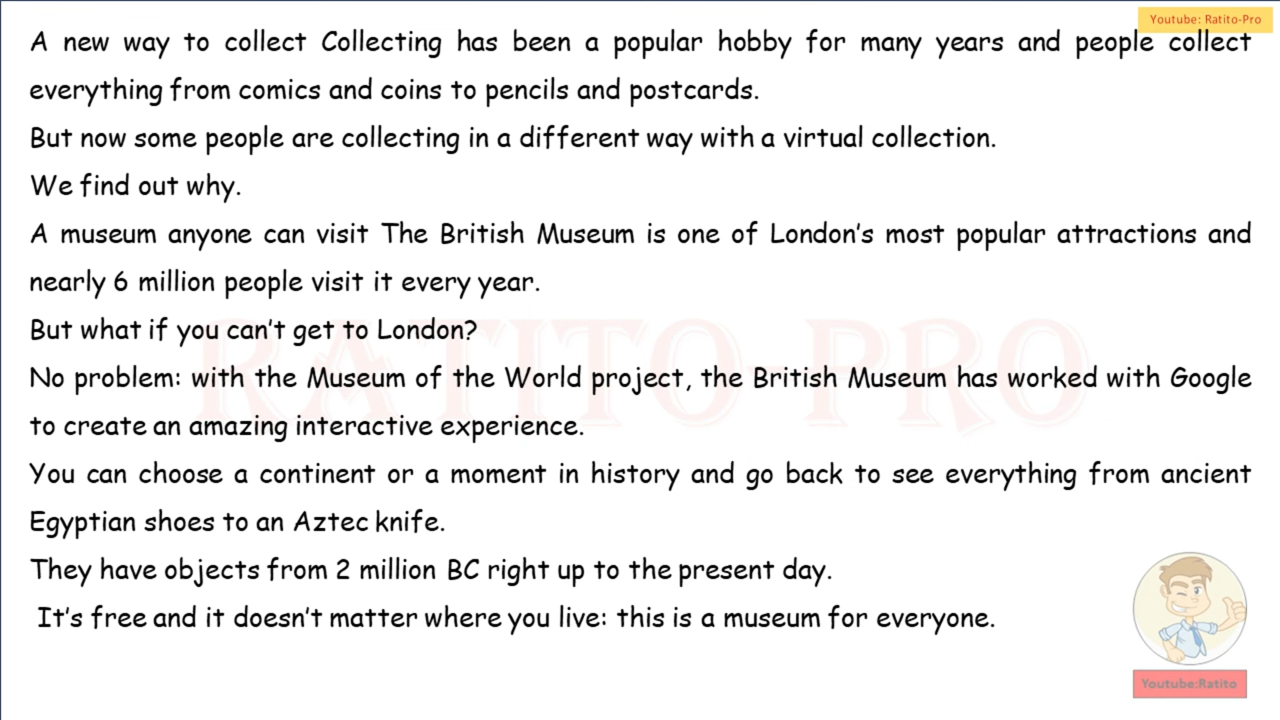 Youtube: Ratito-Pro
A new way to collect Collecting has been a popular hobby for many years and people collect
everything from comics and coins to pencils and postcards.
But now some people are collecting in a different way with a virtual collection.
We find out why.
A museum anyone can visit The British Museum is one of London's most popular attractions and
nearly 6 million people visit it every year.
But what if you can't get to London?
RATITO-PRO
No problem: with the Museum of the World project, the British Museum has worked with Google
to create an amazing interactive experience.
You can choose a continent or a moment in history and go back to see everything from ancient
Egyptian shoes to an Aztec knife.
They have objects from 2 million BC right up to the present day.
It's free and it doesn't matter where you live: this is a museum for everyone.
Youtube:Ratito